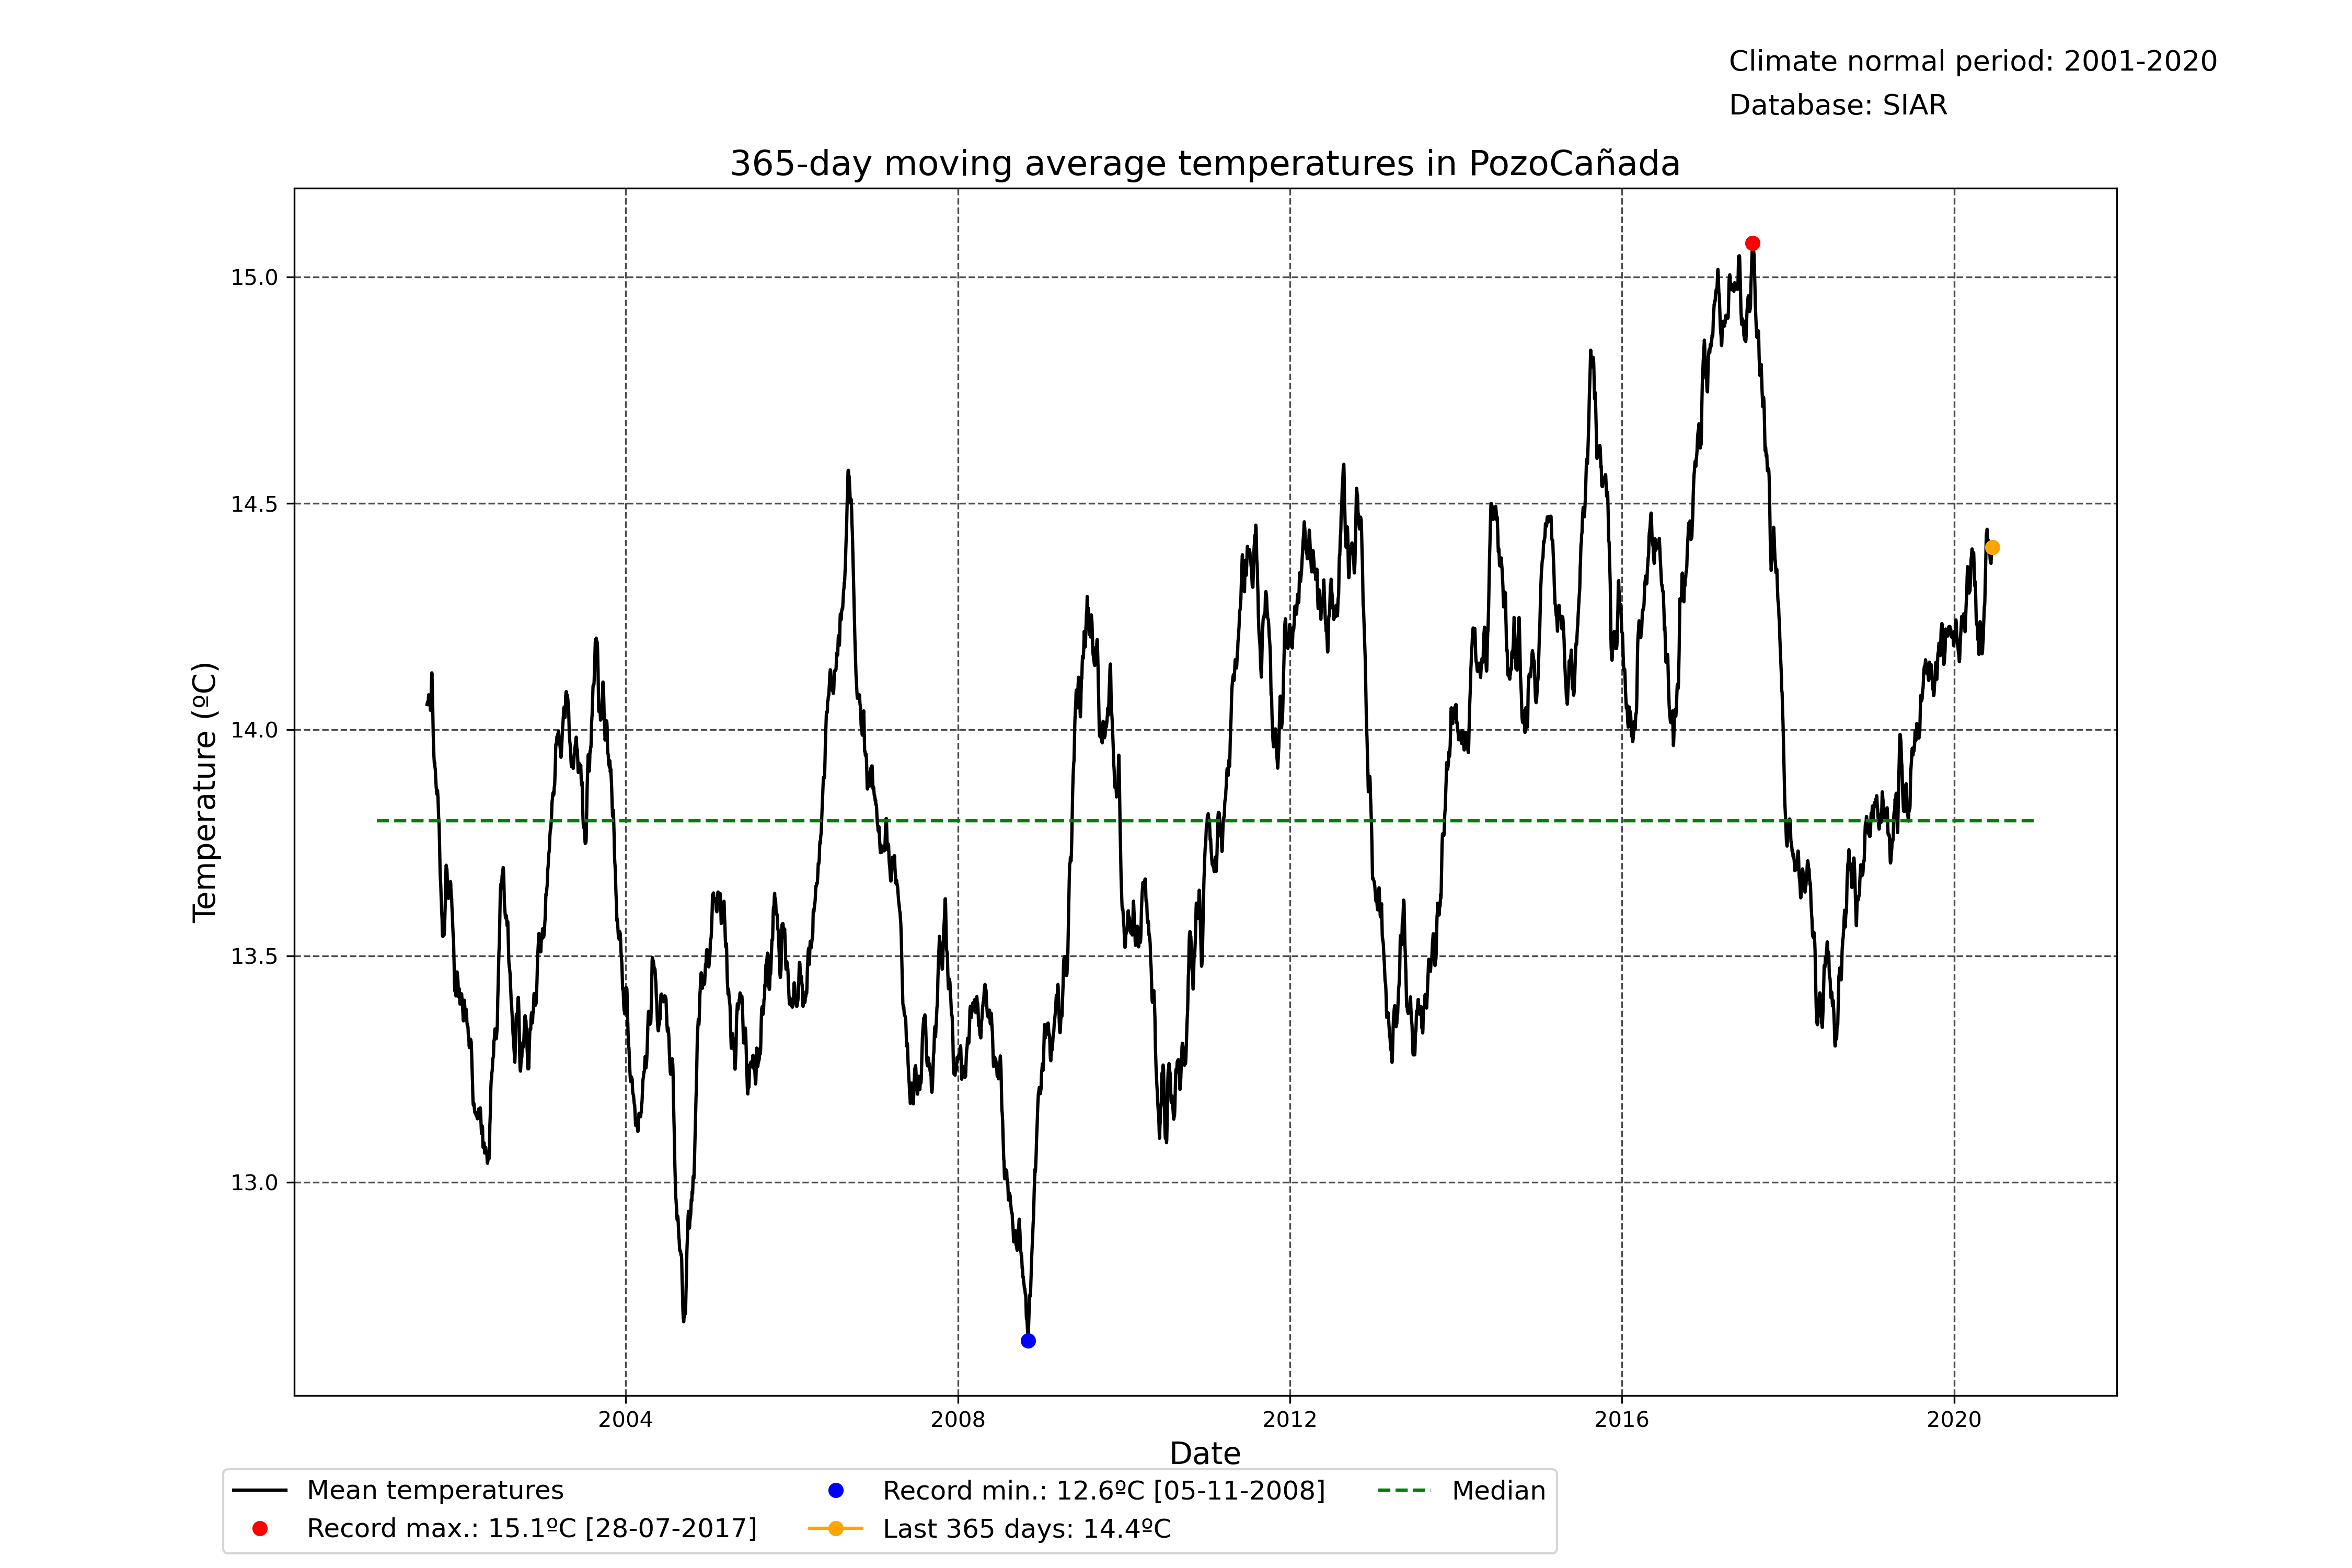 Climate normal period: 2001-2020
Database: SIAR
365-day moving average temperatures in PozoCañada
15.0
14.5
14.0
13.5
13.0
Temperature (ºC)
2004 2008 2012 2016 2020
Date
Mean temperatures
Record max.: 15.1ºC [28-07-2017]
Record min.: 12.6ºC [05-11-2008]
Last 365 days: 14.4ºC
Median